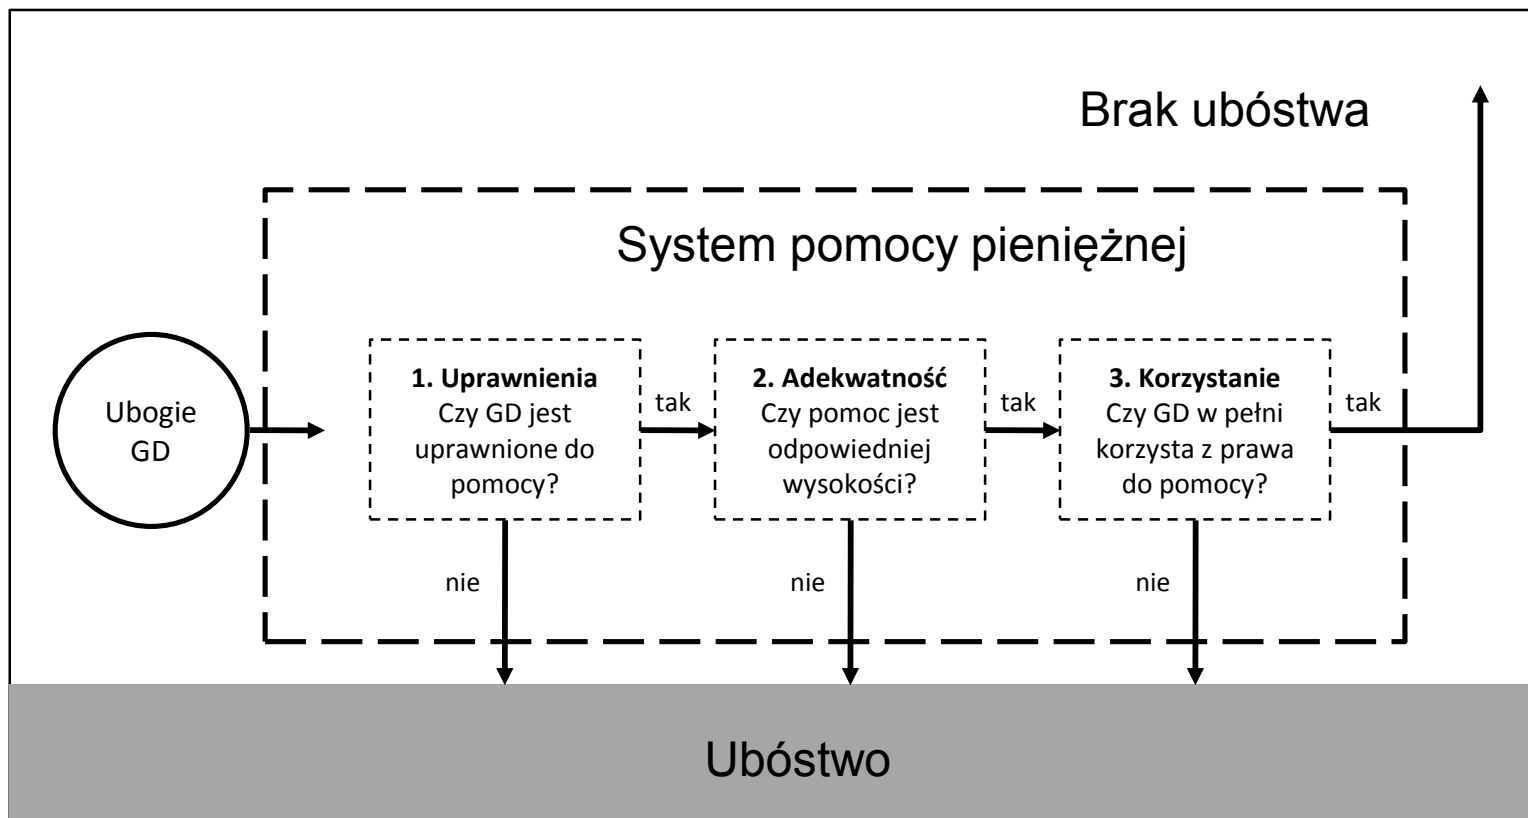 Brak ubóstwa
System pomocy pieniężnej
Ubogie
GD
1. Uprawnienia
Czy GD jest
uprawnione do
pomocy?
tak
2. Adekwatność
Czy pomoc jest
odpowiedniej
wysokości?
tak
3. Korzystanie
Czy GD w pełni
korzysta z prawa
do pomocy?
tak
nie
nie
nie
Ubóstwo